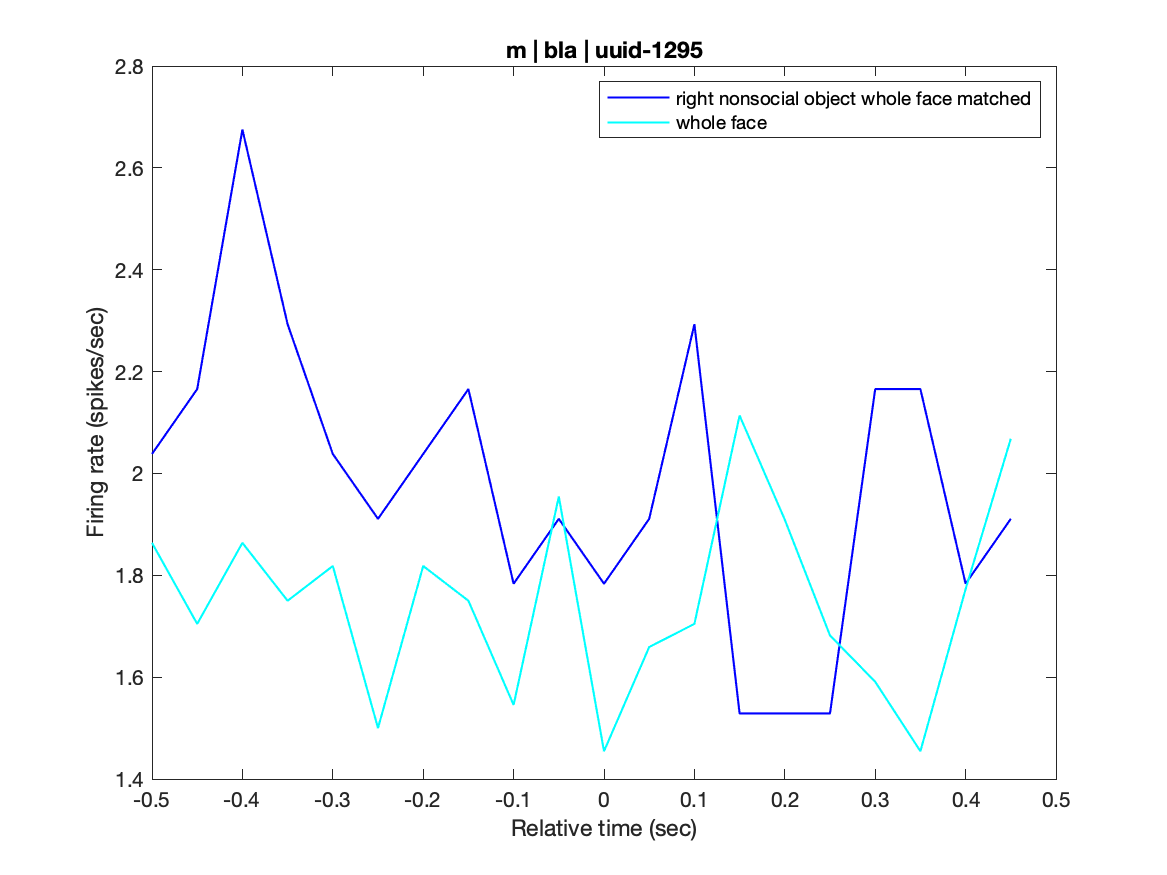 m | bla | uuid-1295
right nonsocial object whole face matched
whole face
Firing rate (spikes/sec)
2.8
2.6
2.4
2.2
2
1.8
1.6
1.4
-0.5 -0.4 -0.3 -0.2 -0.1 0 0.1 0.2 0.3 0.4 0.5
Relative time (sec)